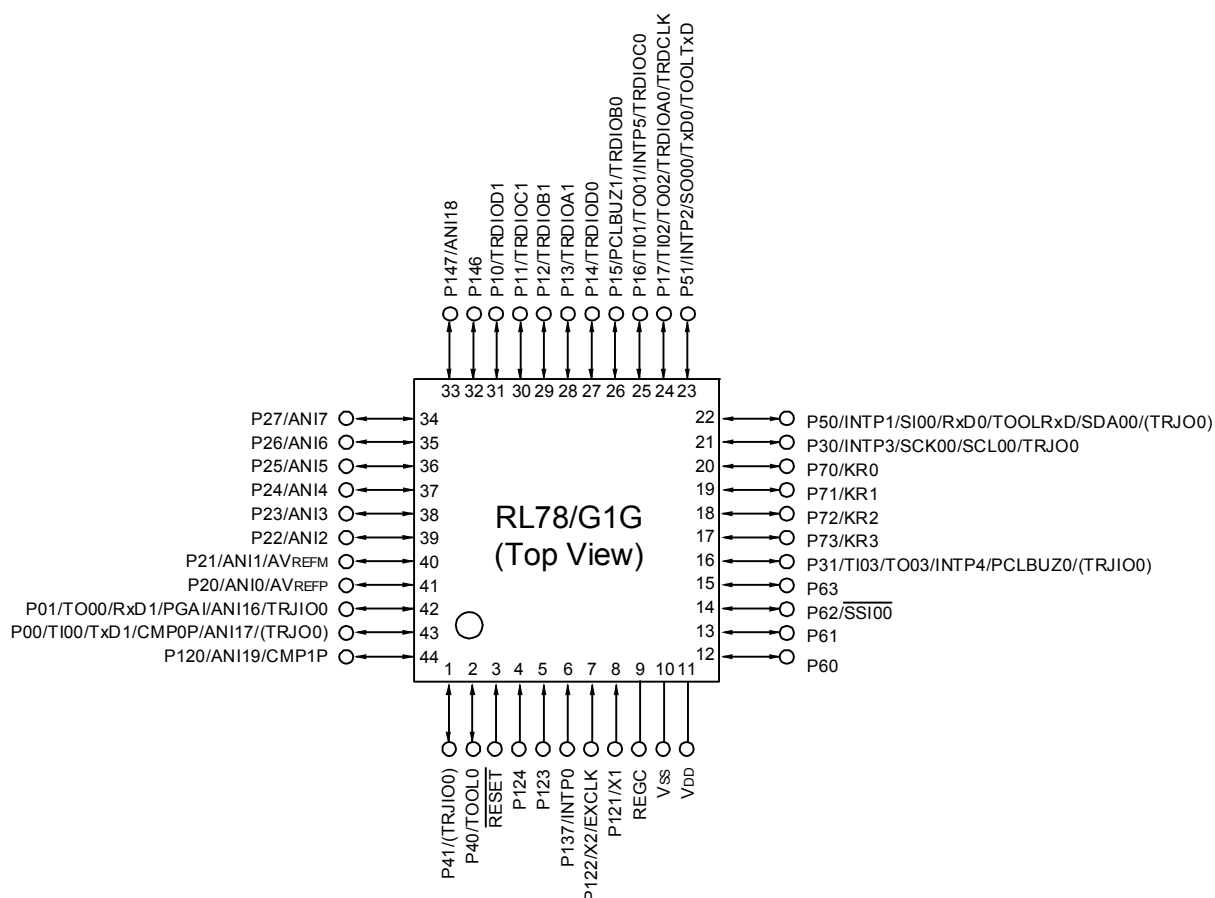 P147/ANI18
P146
P10/TRDIOD1
P11/TRDIOC1
P12/TRDIOB1
P13/TRDIOA1
P14/TRDIOD0
P15/PCLBUZ1/TRDIOB0
P16/TI01/TO01/INTP5/TRDIOC0
P17/TI02/TO02/TRDIOA0/TRDCLK
P51/INTP2/SO00/TxD0/TOOLTxD
33 32 31 30 29 28 27 26 25 24 23
P27/ANI7 34
P26/ANI6 35
P25/ANI5 36
P24/ANI4 37
P23/ANI3 38
P22/ANI2 39
P21/ANI1/AVREFM 40
P20/ANI0/AVREFP 41
P01/TO00/RxD1/PGAI/ANI16/TRJIO0 42
P00/TI00/TxD1/CMP0P/ANI17/(TRJO0) 43
P120/ANI19/CMP1P 44
RL78/G1G
(Top View)
22 P50/INTP1/SI00/RxD0/TOOLRxD/SDA00/(TRJO0)
21 P30/INTP3/SCK00/SCL00/TRJO0
20 P70/KR0
19 P71/KR1
18 P72/KR2
17 P73/KR3
16 P31/TI03/TO03/INTP4/PCLBUZ0/(TRJIO0)
15 P63
14 P62/SSI00
13 P61
12 P60
1 2 3 4 5 6 7 8 9 10 11
P41/(TRJIO0)
P40/TOOL0
RESET
P124
P123
P137/INTP0
P122/X2/EXCLK
P121/X1
REGC
VSS
VDD